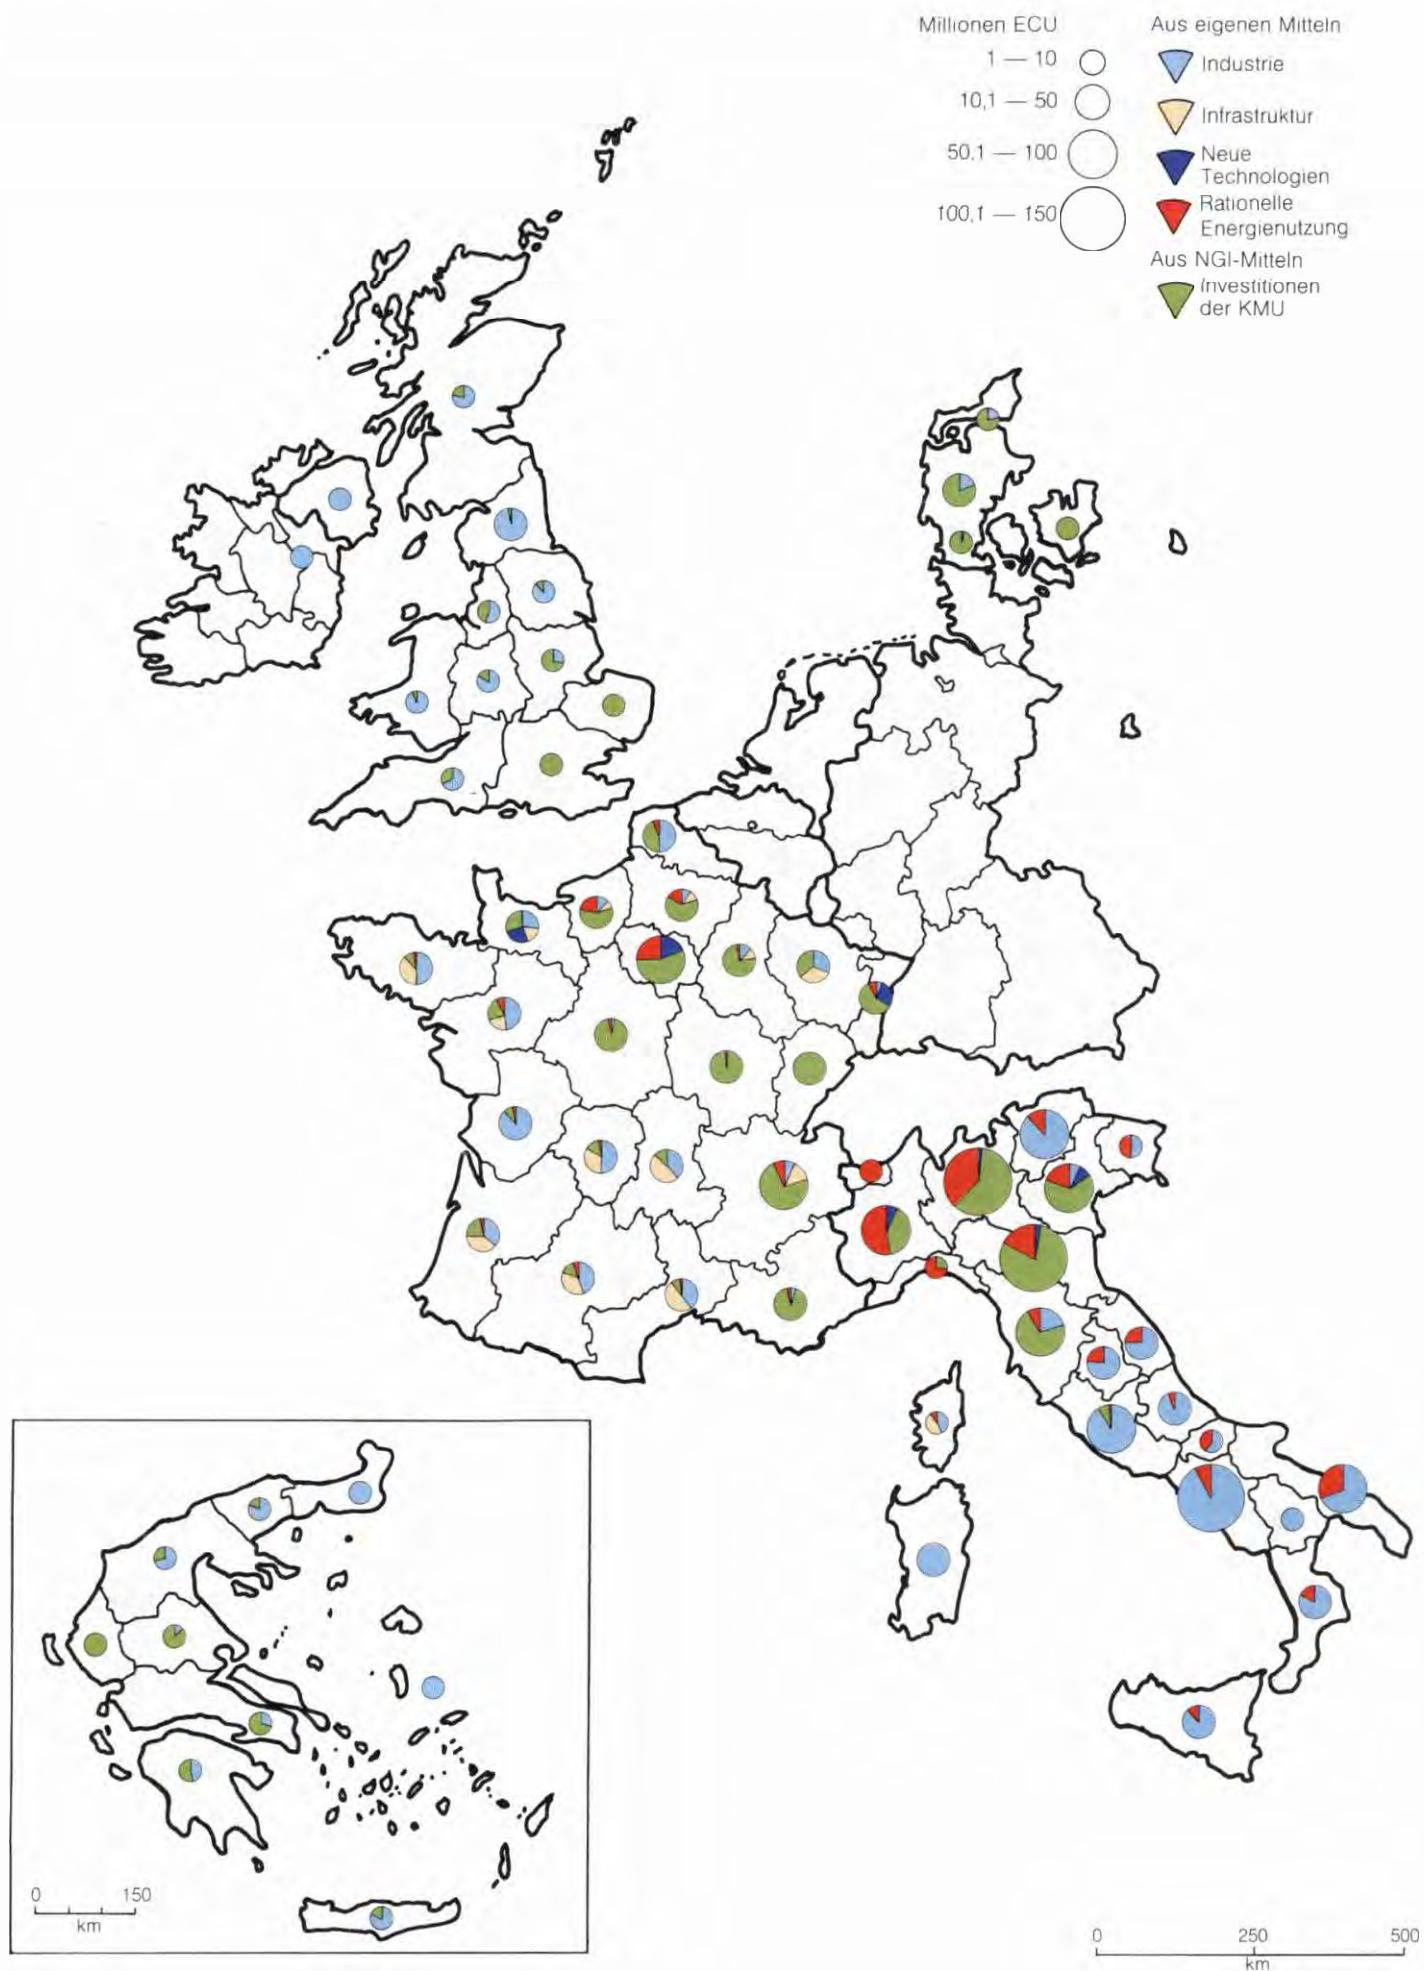 Millionen ECU
1 — 10
10,1 — 50
50,1 — 100
100,1 — 150
Aus eigenen Mitteln
Industrie
Infrastruktur
Neue
Technologien
Rationelle
Energienutzung
Aus NGI-Mitteln
Investitionen
der KMU
0 150
km
0 250 500
km